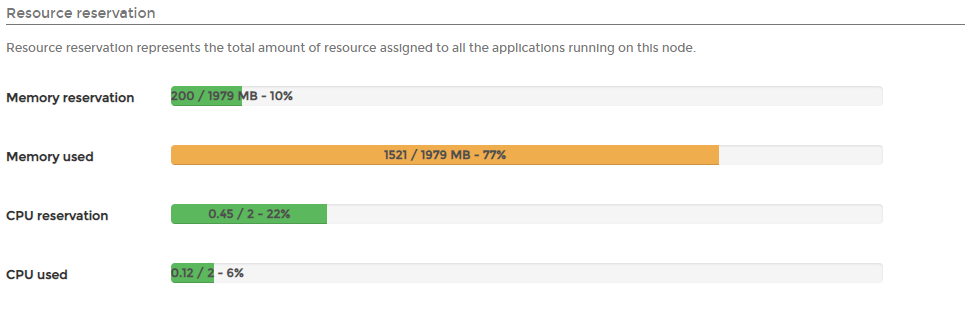 Resource reservation
Resource reservation represents the total amount of resource assigned to all the applications running on this node.
Memory reservation 200 / 1979 MB - 10%
Memory used 1521 / 1979 MB - 77%
CPU reservation 0.45 / 2 - 22%
CPU used 0.12 / 2 - 6%